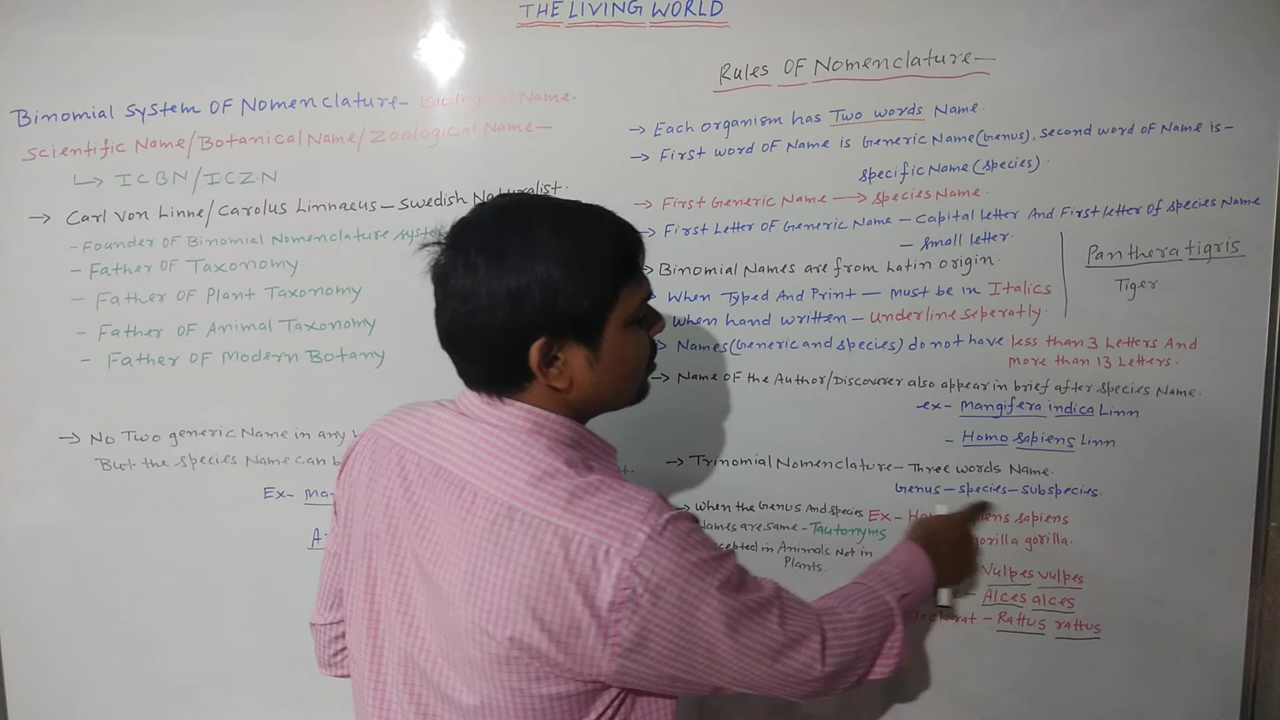 THE LIVING WORLD
Binomial System OF Nomenclature- Biological Name.
Scientific Name/Botanical Name/Zoological Name-
↳ ICBN/ICZN
→ Carl Von Linne/Carolus Linnaeus - Swedish Naturalist.
- Founder OF Binomial Nomenclature
- Father OF Taxonomy
- Father OF Plant Taxonomy
- Father OF Animal Taxonomy
- Father OF Modern Botany
→ No Two generic Name in any
But the Species Name can
Ex-
Rules OF Nomenclature-
→ Each organism has Two words Name.
→ First word of Name is Generic Name(Genus), second word of Name is-
specific Name(species).
→ First Generic Name → species Name.
→ First Letter OF Generic Name - Capital letter And First letter Of species Name
- small letter.
→ Binomial Names are from Latin origin.
When Typed And Print - must be in Italics
When hand written - underline seperatly.
Panthera tigris
Tiger
→ Names(Generic and species) do not have less than 3 Letters And
more than 13 Letters.
→ Name OF the Author/Discoverer also appear in brief after species Name.
ex- Mangifera indica Linn
- Homo sapiens Linn
→ Trinomial Nomenclature - Three words Name.
Genus - species - subspecies.
Ex- sapiens
gorilla gorilla.
→ When the Genus And species
Names are same - Tautonyms
in Animals Not in
Plants.
Vulpes vulpes
- Alces alces
- Rattus rattus